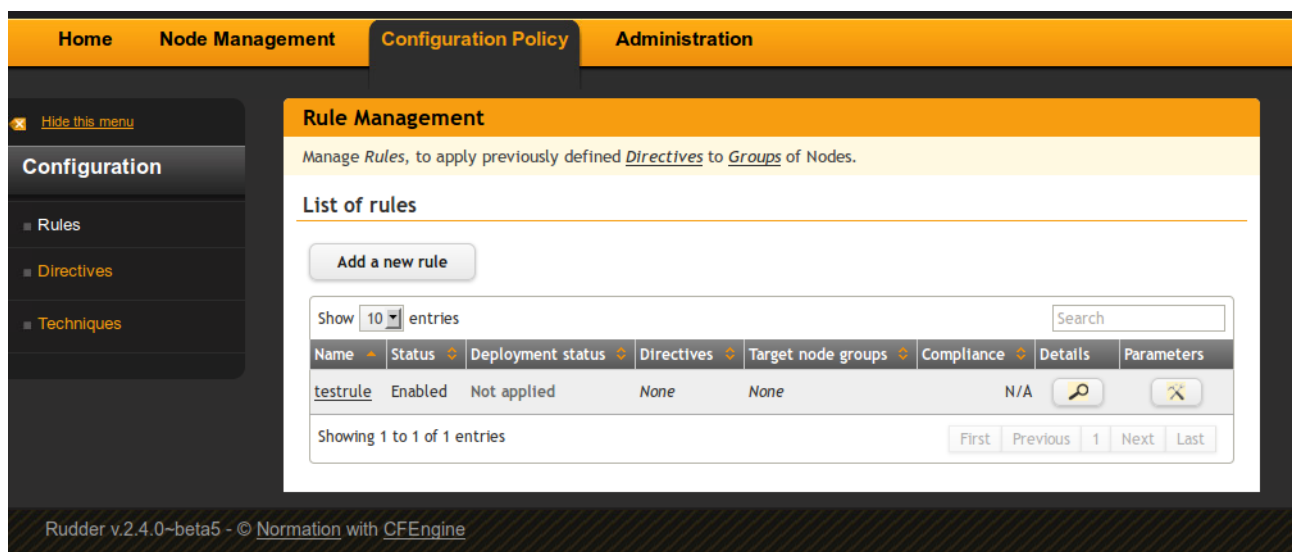 Home Node Management Configuration Policy Administration
Hide this menu
Configuration
Rules
Directives
Techniques
Rule Management
Manage Rules, to apply previously defined Directives to Groups of Nodes.
List of rules
Add a new rule
Show 10 entries Search
Name Status Deployment status Directives Target node groups Compliance Details Parameters
testrule Enabled Not applied None None N/A
Showing 1 to 1 of 1 entries First Previous 1 Next Last
Rudder v.2.4.0~beta5 - © Normation with CFEngine